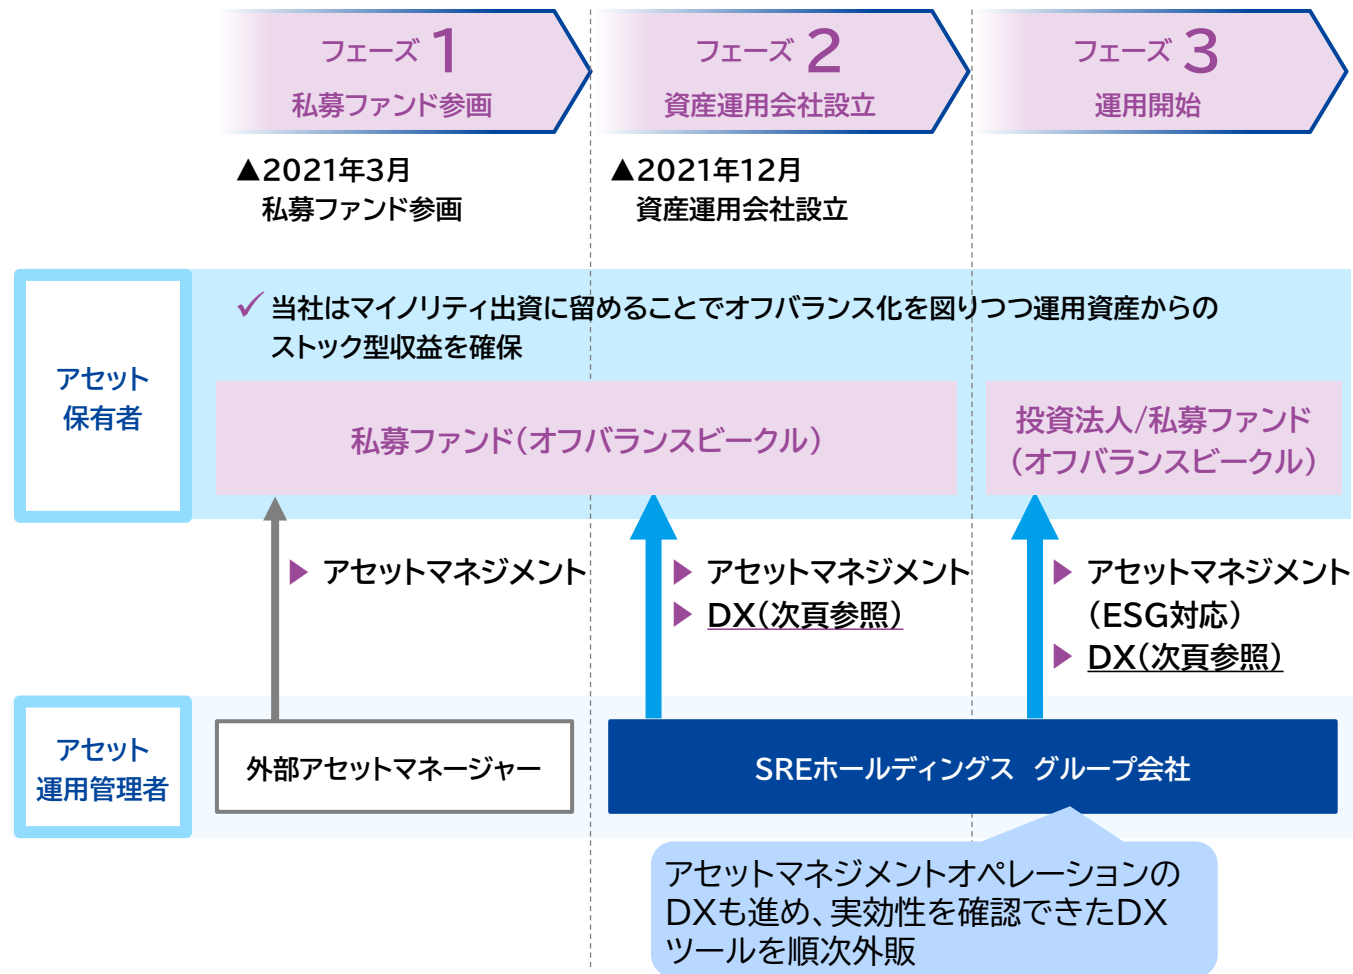 フェーズ 1
私募ファンド参画
フェーズ 2
資産運用会社設立
フェーズ 3
運用開始
▲2021年3月
私募ファンド参画
▲2021年12月
資産運用会社設立
アセット
保有者
✓ 当社はマイノリティ出資に留めることでオフバランス化を図りつつ運用資産からの
ストック型収益を確保
私募ファンド（オフバランスビークル）
投資法人/私募ファンド
（オフバランスビークル）
▶ アセットマネジメント
▶ アセットマネジメント
▶ DX（次頁参照）
▶ アセットマネジメント
（ESG対応）
▶ DX（次頁参照）
アセット
運用管理者
外部アセットマネージャー
SREホールディングス グループ会社
アセットマネジメントオペレーションの
DXも進め、実効性を確認できたDX
ツールを順次外販